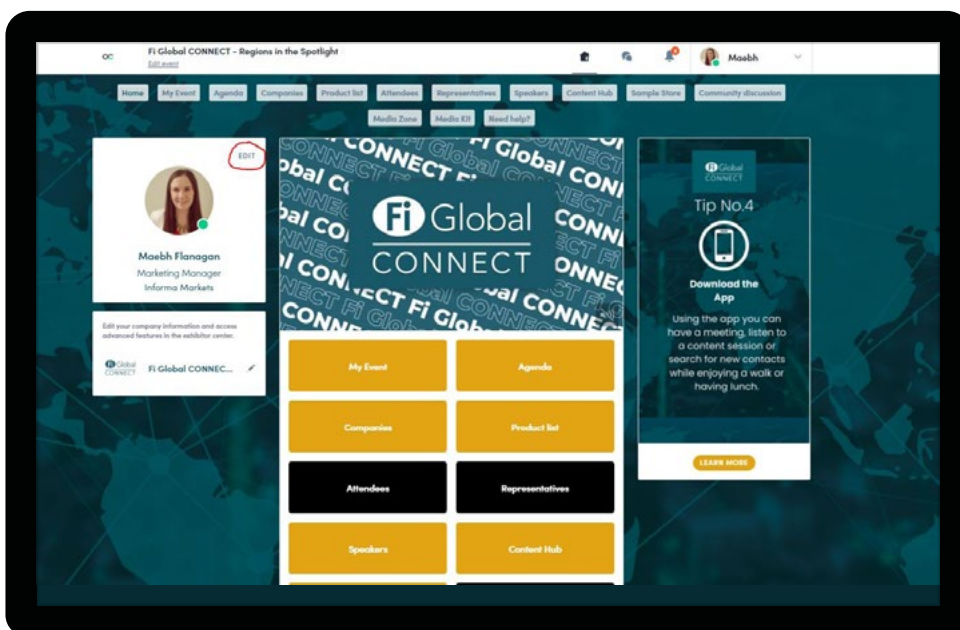 Fi Global CONNECT - Regions in the Spotlight
Edit event
Maebh
Home My Event Agenda Companies Product list Attendees Representatives Speakers Content Hub Sample Store Community discussion
Media Zone Media Kit Need help?
EDIT
Maebh Flanagan
Marketing Manager
Informa Markets
Edit your company information and access
advanced features in the exhibitor center.
Fi Global
CONNECT
Fi Global CONNEC...
Fi Global
CONNECT
My Event
Agenda
Companies
Product list
Attendees
Representatives
Speakers
Content Hub
Fi Global
CONNECT
Tip No.4
Download the
App
Using the app you can
have a meeting, listen to
a content session or
search for new contacts
while enjoying a walk or
having lunch.
LEARN MORE